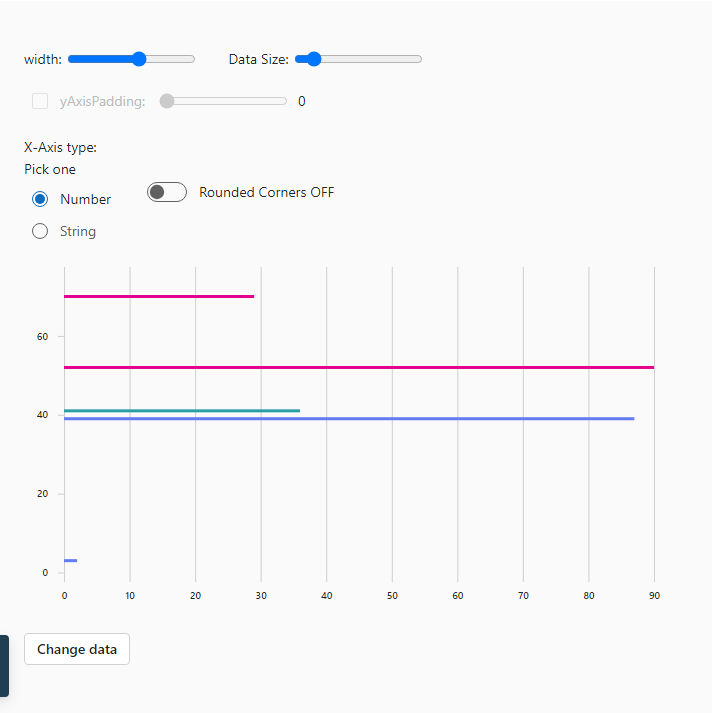 width: Data Size:
yAxisPadding: 0
X-Axis type:
Pick one
Number Rounded Corners OFF
String
60
40
20
0
0 10 20 30 40 50 60 70 80 90
Change data